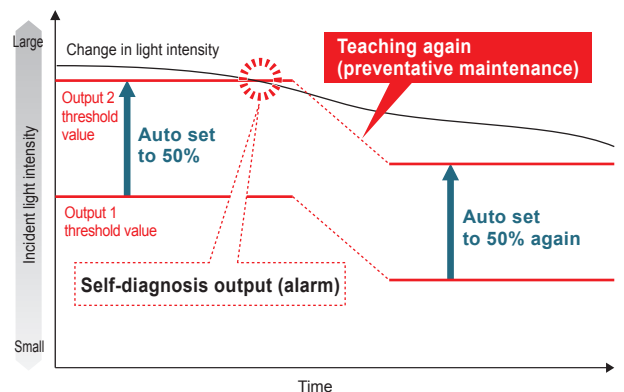 Large
Change in light intensity
Teaching again
(preventative maintenance)
Output 2
threshold
value
Auto set
to 50%
Incident light intensity
Output 1
threshold value
Auto set
to 50% again
Self-diagnosis output (alarm)
Small
Time